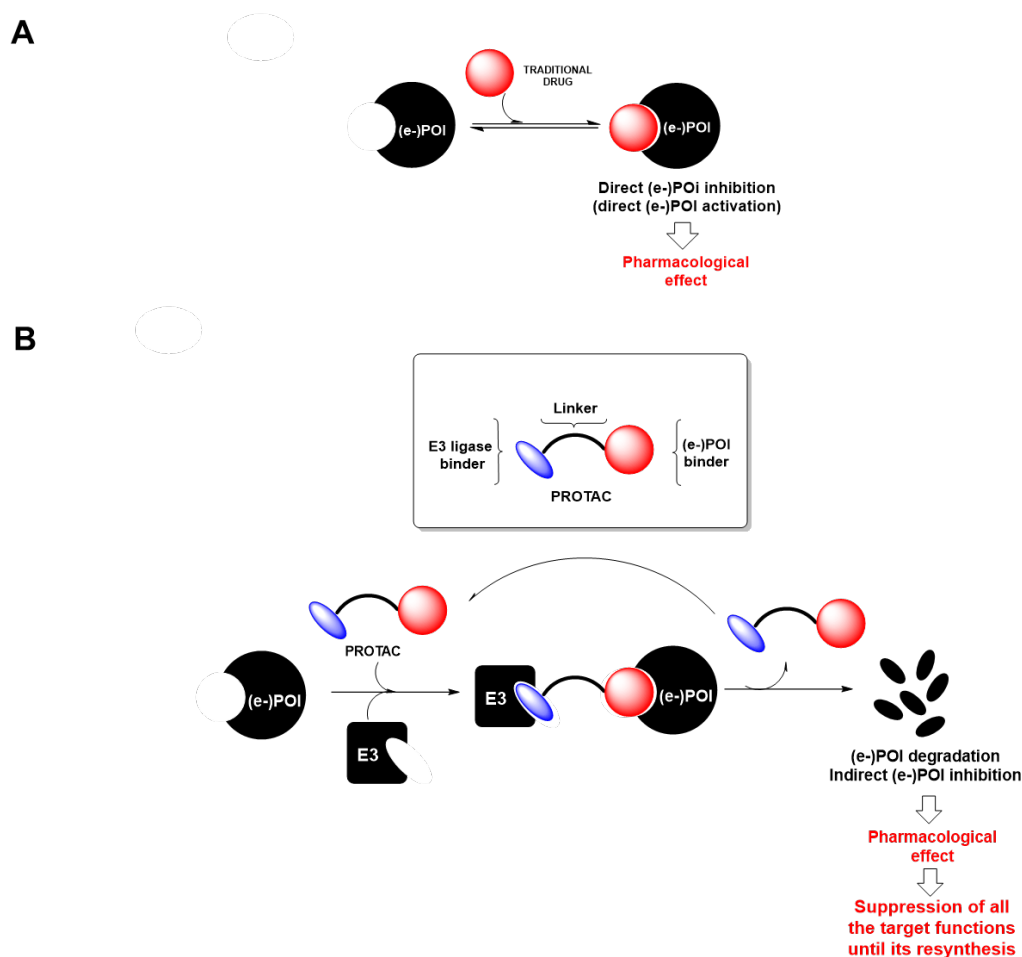 A
TRADITIONAL
DRUG
(e-)POI
(e-)POI
Direct (e-)POi inhibition
(direct (e-)POI activation)
Pharmacological
effect
B
Linker
E3 ligase
binder
(e-)POI
binder
PROTAC
PROTAC
(e-)POI
E3
E3
(e-)POI
(e-)POI degradation
Indirect (e-)POI inhibition
Pharmacological
effect
Suppression of all
the target functions
until its resynthesis